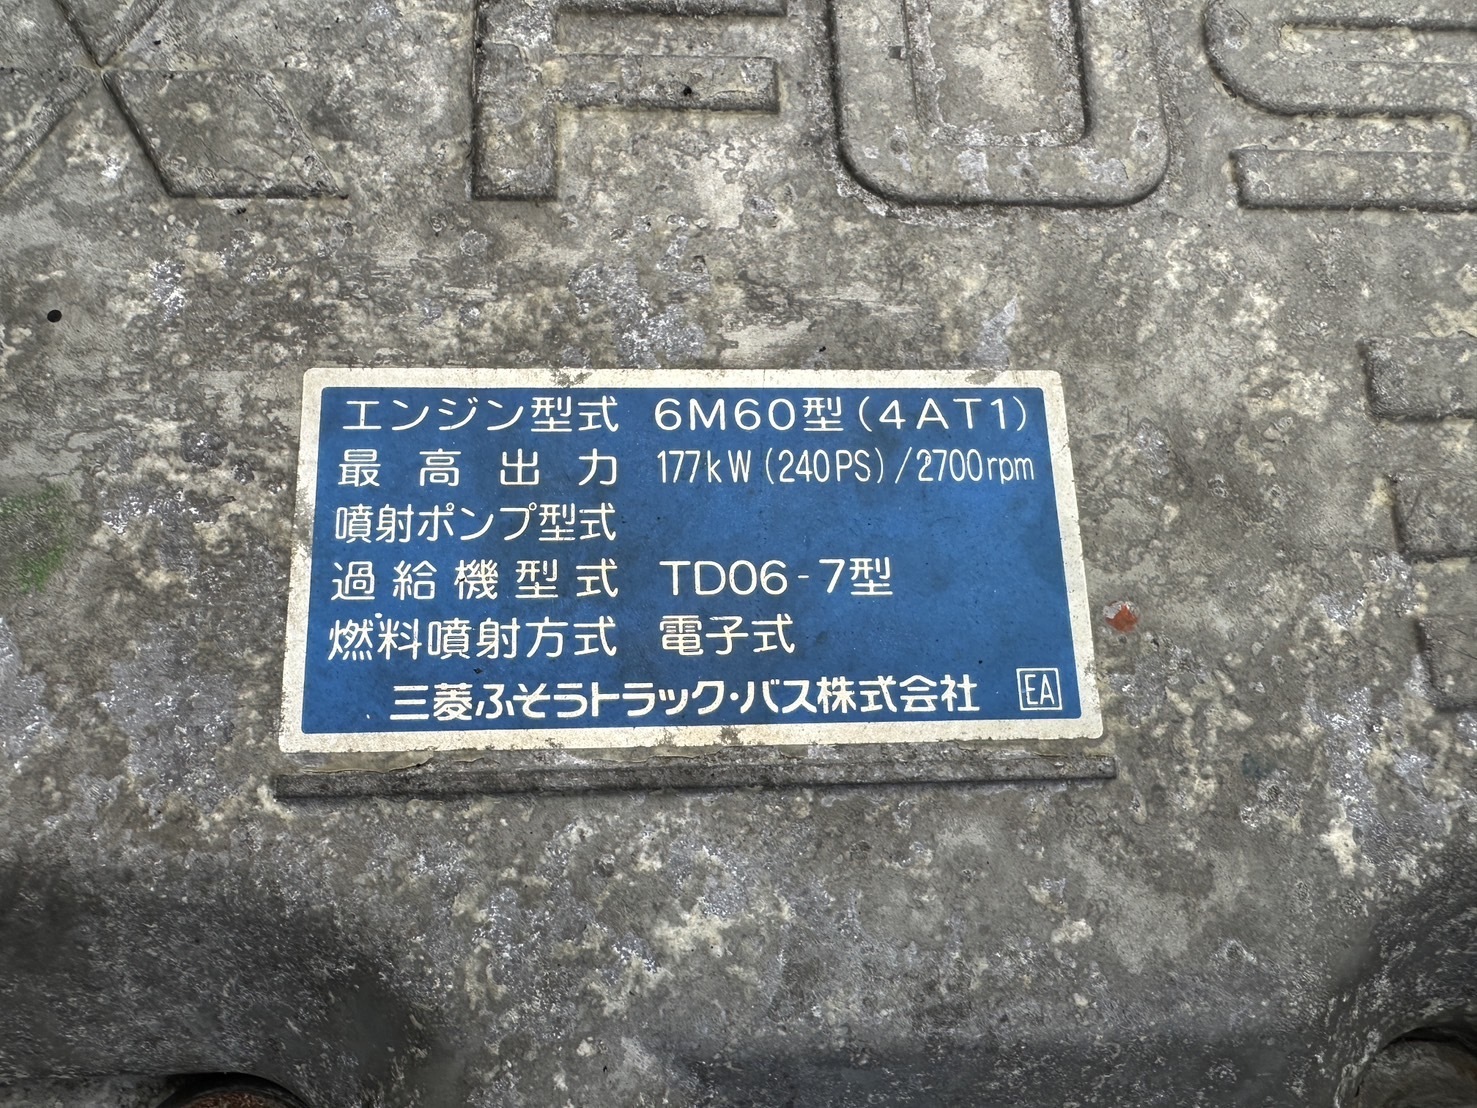 FUS
エンジン型式 6M60型(4AT1)
最高出力 177kW(240PS)/2700rpm
噴射ポンプ型式
過給機型式 TD06-7型
燃料噴射方式 電子式
三菱ふそうトラック・バス株式会社 EA